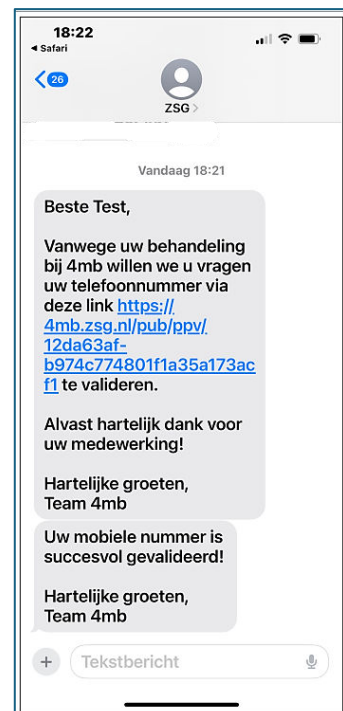 18:22
Safari
26
ZSG
Vandaag 18:21
Beste Test,
Vanwege uw behandeling
bij 4mb willen we u vragen
uw telefoonnummer via
deze link https://
4mb.zsg.nl/pub/ppv/
12da63af-
b974c774801f1a35a173ac
f1 te valideren.
Alvast hartelijk dank voor
uw medewerking!
Hartelijke groeten,
Team 4mb
Uw mobiele nummer is
succesvol gevalideerd!
Hartelijke groeten,
Team 4mb
Tekstbericht